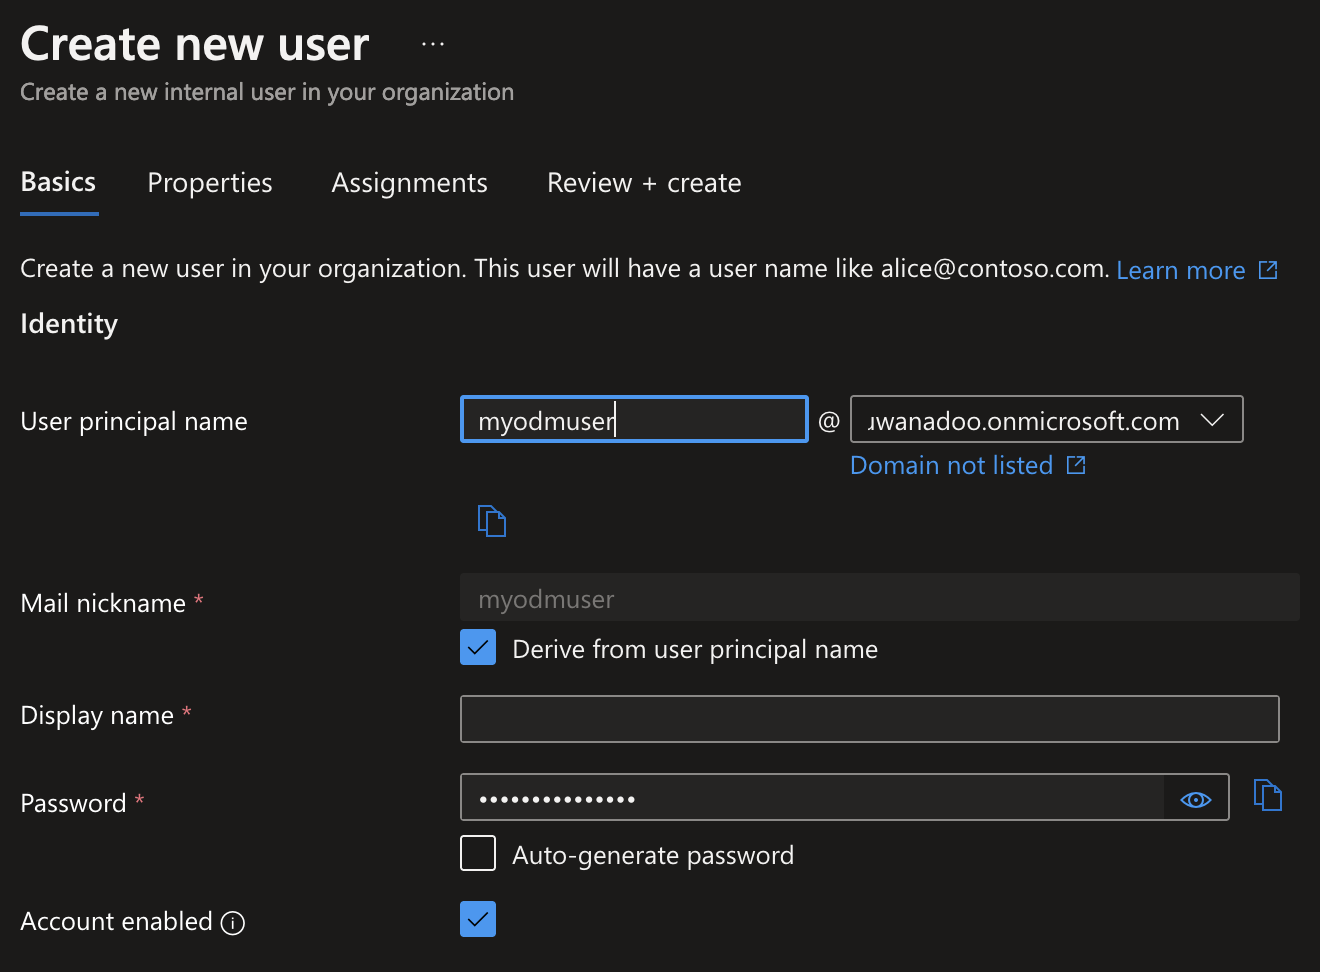 Create new user ...
Create a new internal user in your organization
Basics Properties Assignments Review + create
Create a new user in your organization. This user will have a user name like alice@contoso.com. Learn more
Identity
User principal name myodmuser @ uwanadoo.onmicrosoft.com
Domain not listed
Mail nickname * myodmuser
Derive from user principal name
Display name *
Password * •••••••••••••••
Auto-generate password
Account enabled